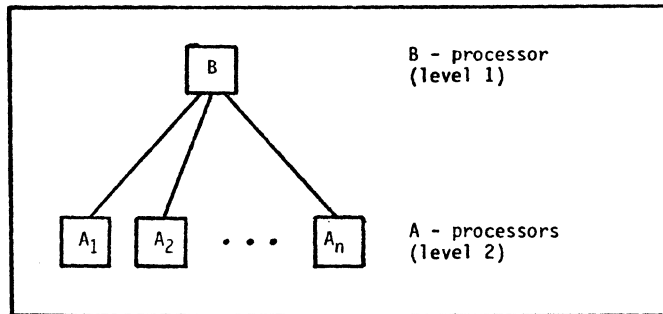 B
B - processor
(level 1)
A1 A2 • • • An
A - processors
(level 2)